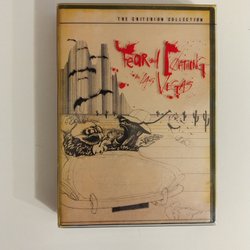 THE CRITERION COLLECTION
FEAR and LOATHING
in LAS
VEGAS